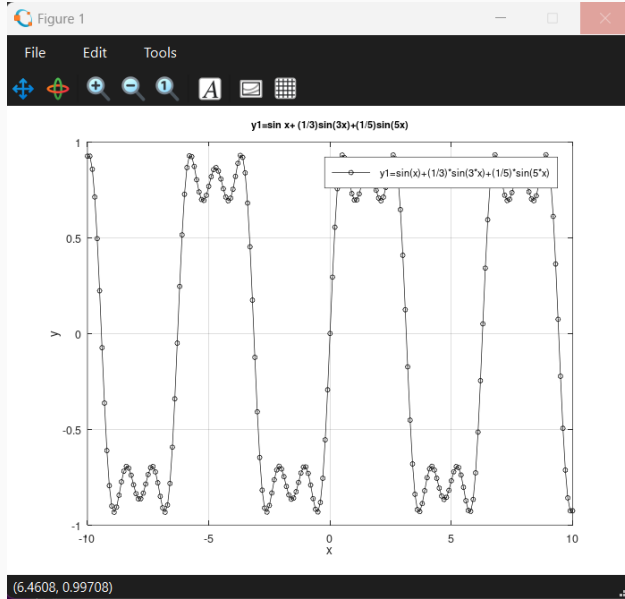 Figure 1
File Edit Tools
A
y1=sin x+ (1/3)sin(3x)+(1/5)sin(5x)
y1=sin(x)+(1/3)*sin(3*x)+(1/5)*sin(5*x)
1
0.5
0
-0.5
-1
y
-10 -5 0 5 10
x
(6.4608, 0.99708)